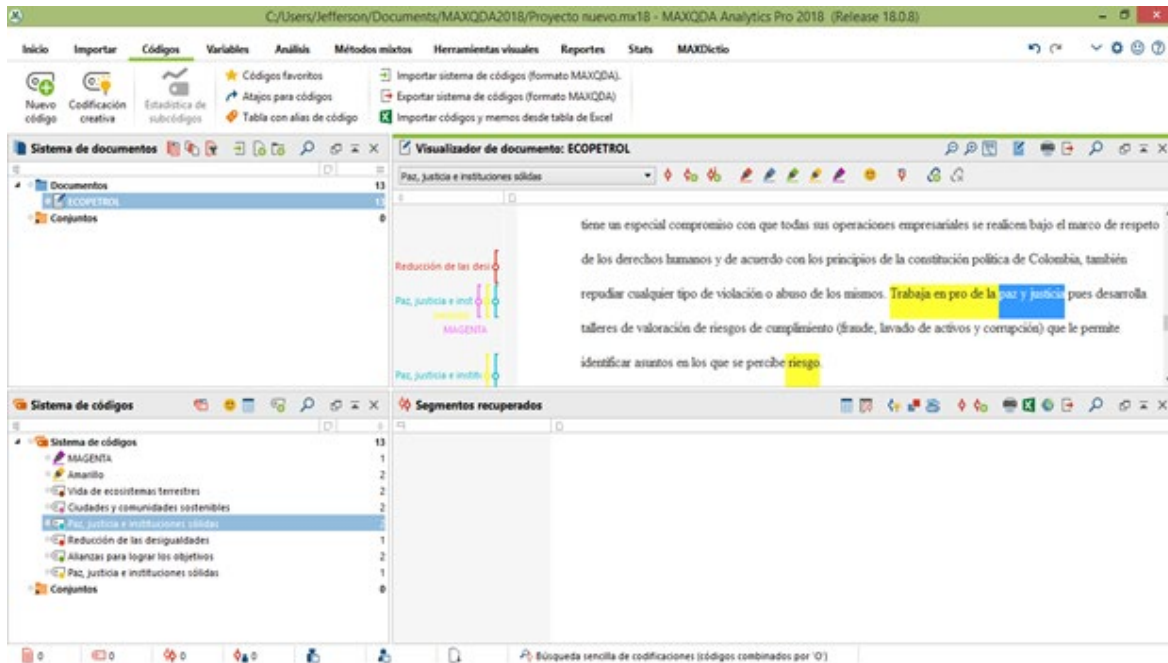 C:/Users/Jefferson/Documents/MAXQDA2018/Proyecto nuevo.mx18 - MAXQDA Analytics Pro 2018 (Release 18.0.8)
Inicio Importar Códigos Variables Análisis Métodos mixtos Herramientas visuales Reportes Stats MAXDictio
Nuevo código
Codificación creativa
Estadística de subcódigos
Códigos favoritos
Atajos para códigos
Tabla con alias de código
Importar sistema de códigos (formato MAXQDA).
Exportar sistema de códigos (formato MAXQDA)
Importar códigos y memos desde tabla de Excel
Sistema de documentos
Documentos 13
ECOPETROL 13
Conjuntos 0
Visualizador de documento: ECOPETROL
Paz, justicia e instituciones sólidas
Reducción de las desi
Paz, justicia e insti
MAGENTA
Paz, justicia e instit
tiene un especial compromiso con que todas sus operaciones empresariales se realicen bajo el marco de respeto
de los derechos humanos y de acuerdo con los principios de la constitución política de Colombia, también
repudiar cualquier tipo de violación o abuso de los mismos. Trabaja en pro de la paz y justicia pues desarrolla
talleres de valoración de riesgos de cumplimiento (fraude, lavado de activos y corrupción) que le permite
identificar asuntos en los que se percibe riesgo.
Sistema de códigos
Sistema de códigos 13
MAGENTA 1
Amarillo 2
Vida de ecosistemas terrestres 2
Ciudades y comunidades sostenibles 2
Paz, justicia e instituciones sólidas 2
Reducción de las desigualdades 1
Alianzas para lograr los objetivos 2
Paz, justicia e instituciones sólidas 1
Conjuntos 0
Segmentos recuperados
0 0 0 0 Búsqueda sencilla de codificaciones (códigos combinados por 'O')